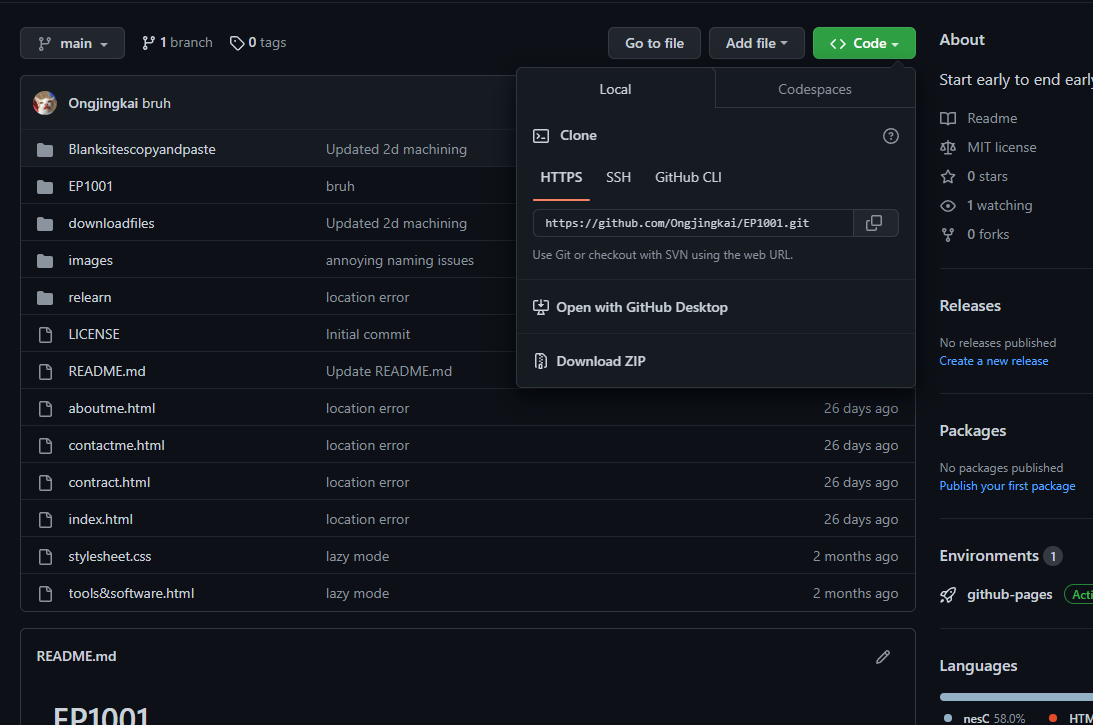 main
1 branch
0 tags
Go to file
Add file
Code
Ongjingkai bruh
Blanksitescopyandpaste Updated 2d machining
EP1001 bruh
downloadfiles Updated 2d machining
images annoying naming issues
relearn location error
LICENSE Initial commit
README.md Update README.md
aboutme.html location error 26 days ago
contactme.html location error 26 days ago
contract.html location error 26 days ago
index.html location error 26 days ago
stylesheet.css lazy mode 2 months ago
tools&software.html lazy mode 2 months ago
Local Codespaces
Clone
HTTPS SSH GitHub CLI
https://github.com/Ongjingkai/EP1001.git
Use Git or checkout with SVN using the web URL.
Open with GitHub Desktop
Download ZIP
README.md
EP1001
About
Start early to end early
Readme
MIT license
0 stars
1 watching
0 forks
Releases
No releases published
Create a new release
Packages
No packages published
Publish your first package
Environments 1
github-pages Acti
Languages
nesC 58.0% HTM